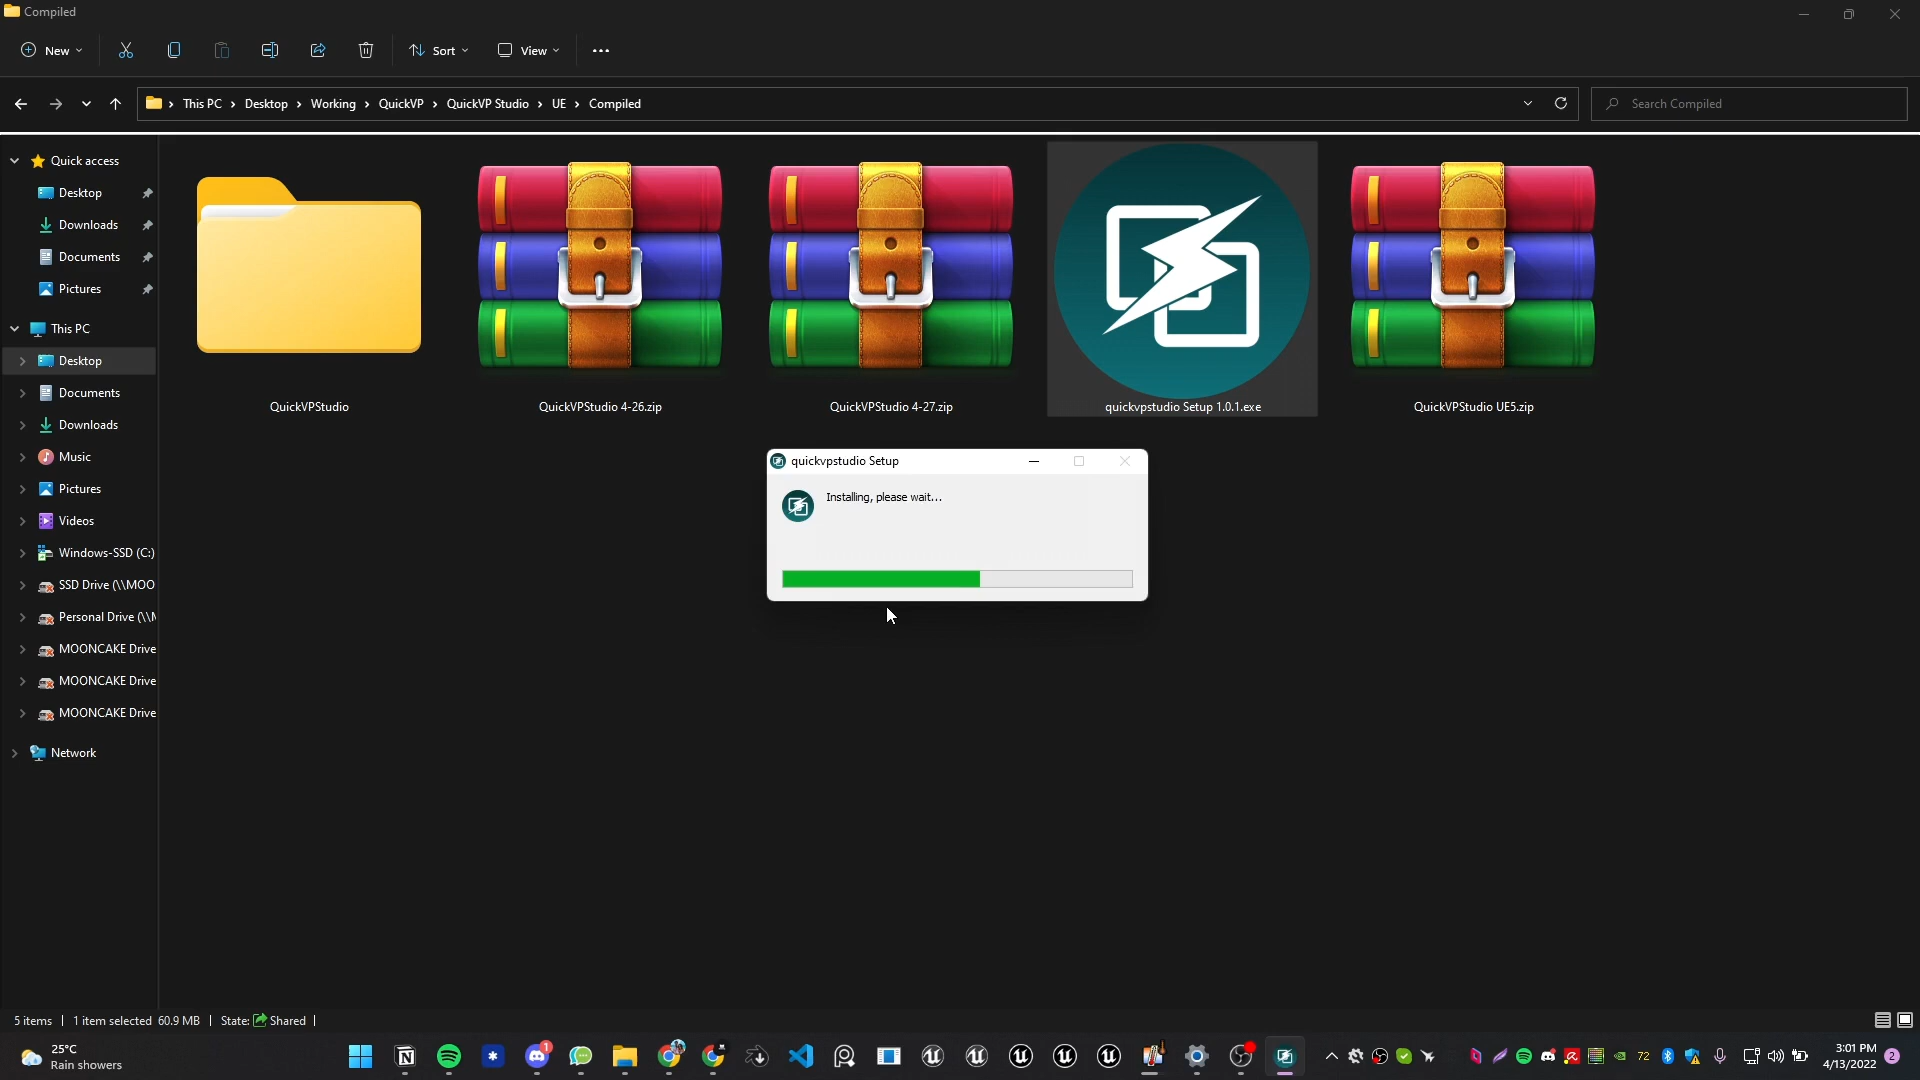 Compiled
New
Sort
View
This PC
Desktop
Working
QuickVP
QuickVP Studio
UE
Compiled
Search Compiled
Quick access
Desktop
Downloads
Documents
Pictures
This PC
Desktop
Documents
Downloads
Music
Pictures
Videos
Windows-SSD (C:)
SSD Drive (\\MOO
Personal Drive (\\
MOONCAKE Drive
MOONCAKE Drive
MOONCAKE Drive
Network
QuickVPStudio
QuickVPStudio 4-26.zip
QuickVPStudio 4-27.zip
quickvpstudio Setup 1.0.1.exe
QuickVPStudio UE5.zip
quickvpstudio Setup
Installing, please wait...
5 items
1 item selected 60.9 MB
State:
Shared
25°C
Rain showers
1
72
3:01 PM
4/13/2022
2